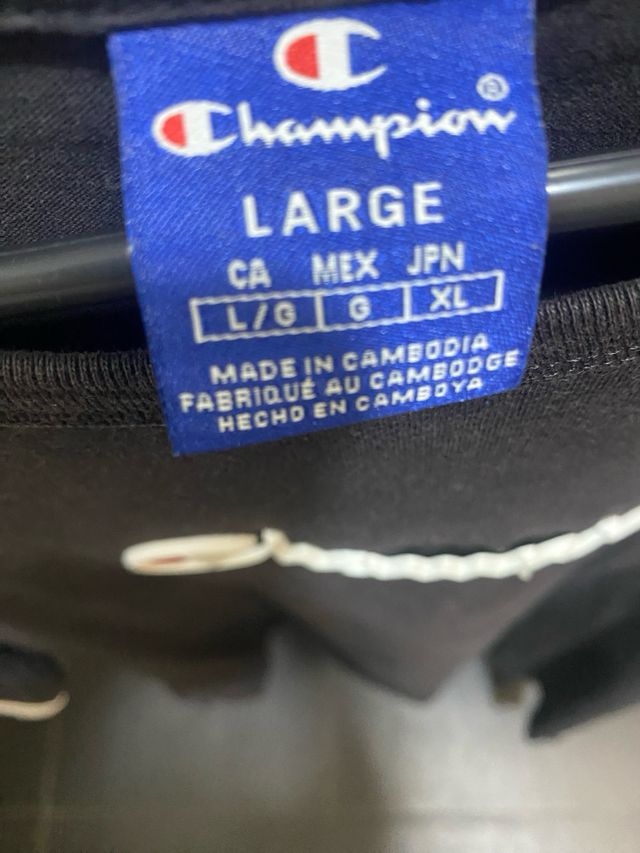 Champion®
LARGE
CA MEX JPN
L/G G XL
MADE IN CAMBODIA
FABRIQUÉ AU CAMBODGE
HECHO EN CAMBOYA